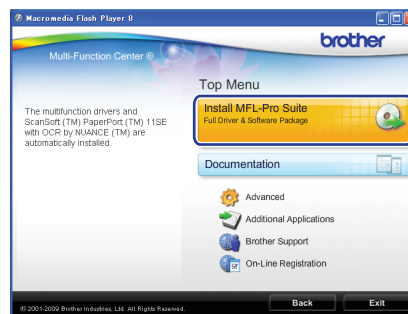 Macromedia Flash Player 8
brother
Multi-Function Center ®
Top Menu
Install MFL-Pro Suite
Full Driver & Software Package
The multifunction drivers and
ScanSoft (TM) PaperPort (TM) 11SE
with OCR by NUANCE (TM) are
automatically installed.
Documentation
Advanced
Additional Applications
Brother Support
On-Line Registration
© 2001-2009 Brother Industries, Ltd. All Rights Reserved.
Back
Exit